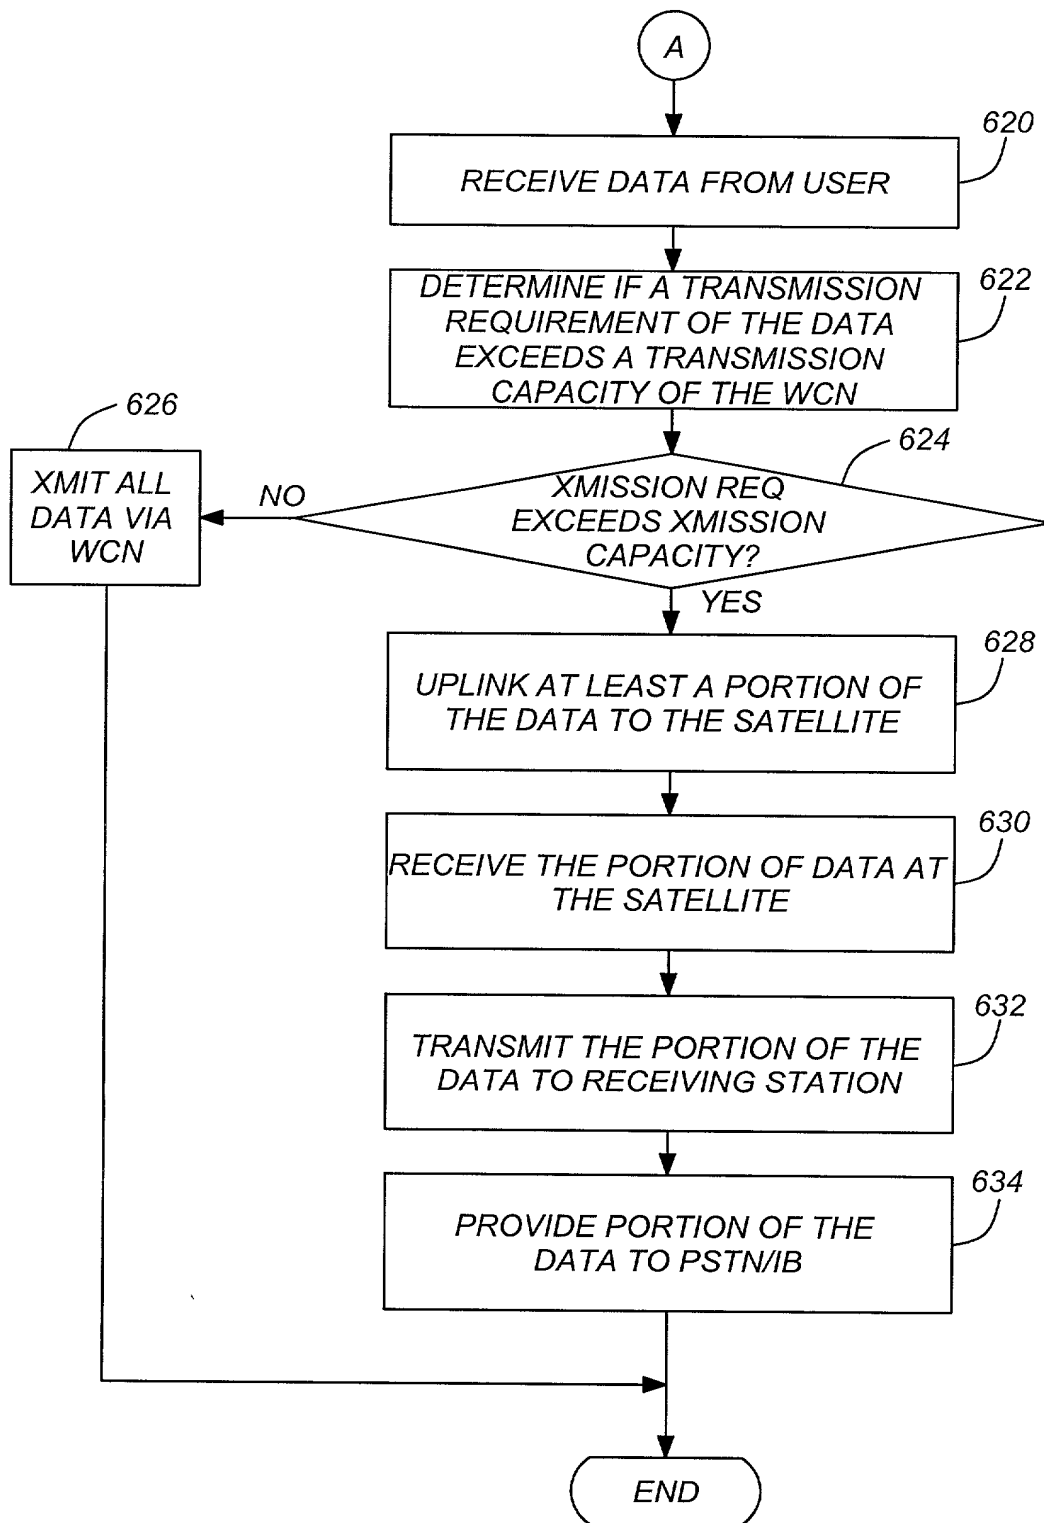 A
620
RECEIVE DATA FROM USER
622
DETERMINE IF A TRANSMISSION
REQUIREMENT OF THE DATA
EXCEEDS A TRANSMISSION
CAPACITY OF THE WCN
626
624
XMIT ALL
DATA VIA
WCN
NO
XMISSION REQ
EXCEEDS XMISSION
CAPACITY?
YES
628
UPLINK AT LEAST A PORTION OF
THE DATA TO THE SATELLITE
630
RECEIVE THE PORTION OF DATA AT
THE SATELLITE
632
TRANSMIT THE PORTION OF THE
DATA TO RECEIVING STATION
634
PROVIDE PORTION OF THE
DATA TO PSTN/IB
END